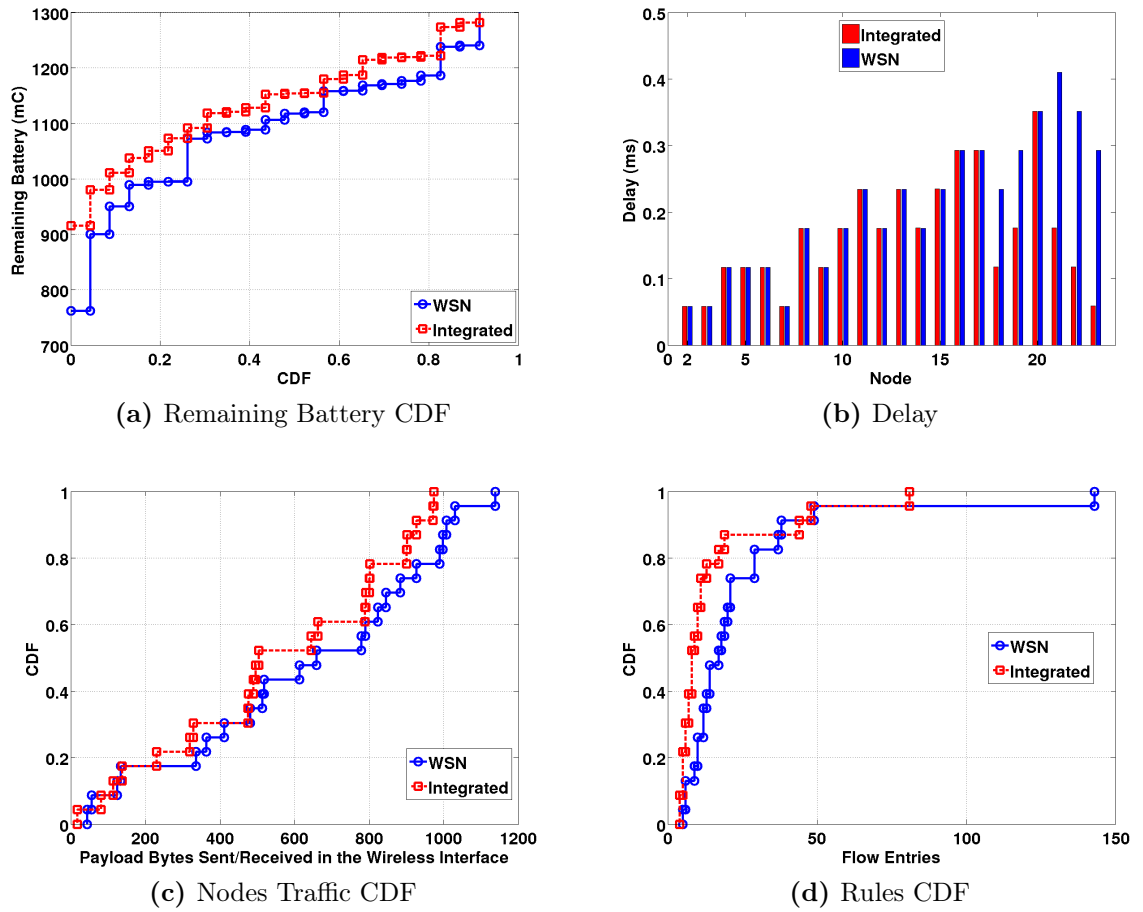 1300
1200
1100
1000
900
800
700
Remaining Battery (mC)
0 0.2 0.4 0.6 0.8 1
CDF
WSN
Integrated
(a) Remaining Battery CDF
0.5
0.4
0.3
0.2
0.1
0
Delay (ms)
0 2 5 10 15 20
Node
Integrated
WSN
(b) Delay
1
0.8
0.6
0.4
0.2
0
CDF
0 200 400 600 800 1000 1200
Payload Bytes Sent/Received in the Wireless Interface
WSN
Integrated
(c) Nodes Traffic CDF
1
0.8
0.6
0.4
0.2
0
CDF
0 50 100 150
Flow Entries
WSN
Integrated
(d) Rules CDF